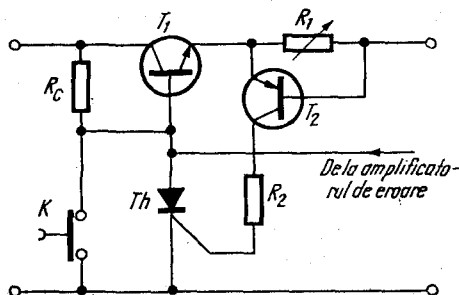 T1
R1
RC
T2
De la amplificato-
rul de eroare
Th
R2
K